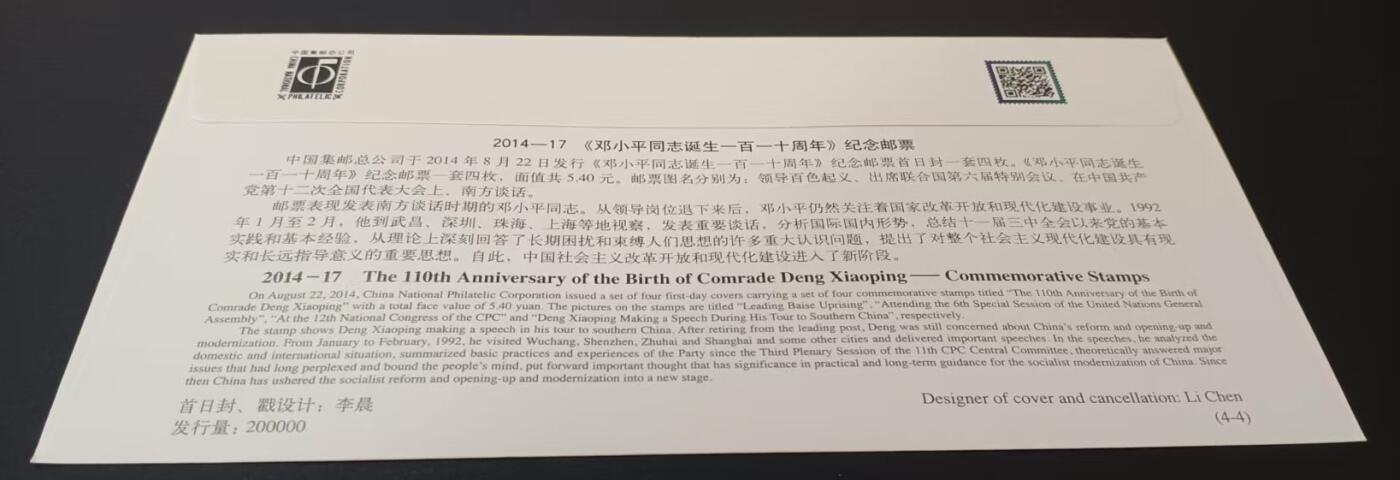 中国集邮总公司
CHINA NATIONAL
PHILATELIC
CORPORATION
2014—17 《邓小平同志诞生一百一十周年》纪念邮票
中国集邮总公司于 2014 年 8 月 22 日发行《邓小平同志诞生一百一十周年》纪念邮票首日封一套四枚。《邓小平同志诞生
一百一十周年》纪念邮票一套四枚，面值共 5.40 元。邮票图名分别为：领导百色起义、出席联合国第六届特别会议、在中国共产
党第十二次全国代表大会上、南方谈话。
邮票表现发表南方谈话时期的邓小平同志。从领导岗位退下来后，邓小平仍然关注着国家改革开放和现代化建设事业。1992
年 1 月至 2 月，他到武昌、深圳、珠海、上海等地视察，发表重要谈话，分析国际国内形势，总结十一届三中全会以来党的基本
实践和基本经验，从理论上深刻回答了长期困扰和束缚人们思想的许多重大认识问题，提出了对整个社会主义现代化建设具有现
实和长远指导意义的重要思想。自此，中国社会主义改革开放和现代化建设进入了新阶段。
2014－17 The 110th Anniversary of the Birth of Comrade Deng Xiaoping —— Commemorative Stamps
On August 22, 2014, China National Philatelic Corporation issued a set of four first-day covers carrying a set of four commemorative stamps titled "The 110th Anniversary of the Birth of
Comrade Deng Xiaoping" with a total face value of 5.40 yuan. The pictures on the stamps are titled "Leading Baise Uprising", "Attending the 6th Special Session of the United Nations General
Assembly", "At the 12th National Congress of the CPC" and "Deng Xiaoping Making a Speech During His Tour to Southern China", respectively.
The stamp shows Deng Xiaoping making a speech in his tour to southern China. After retiring from the leading post, Deng was still concerned about China's reform and opening-up and
modernization. From January to February, 1992, he visited Wuchang, Shenzhen, Zhuhai and Shanghai and some other cities and delivered important speeches. In the speeches, he analyzed the
domestic and international situation, summarized basic practices and experiences of the Party since the Third Plenary Session of the 11th CPC Central Committee, theoretically answered major
issues that had long perplexed and bound the people's mind, put forward important thought that has significance in practical and long-term guidance for the socialist modernization of China. Since
then China has ushered the socialist reform and opening-up and modernization into a new stage.
首日封、戳设计：李晨
发行量：200000
Designer of cover and cancellation: Li Chen
(4-4)